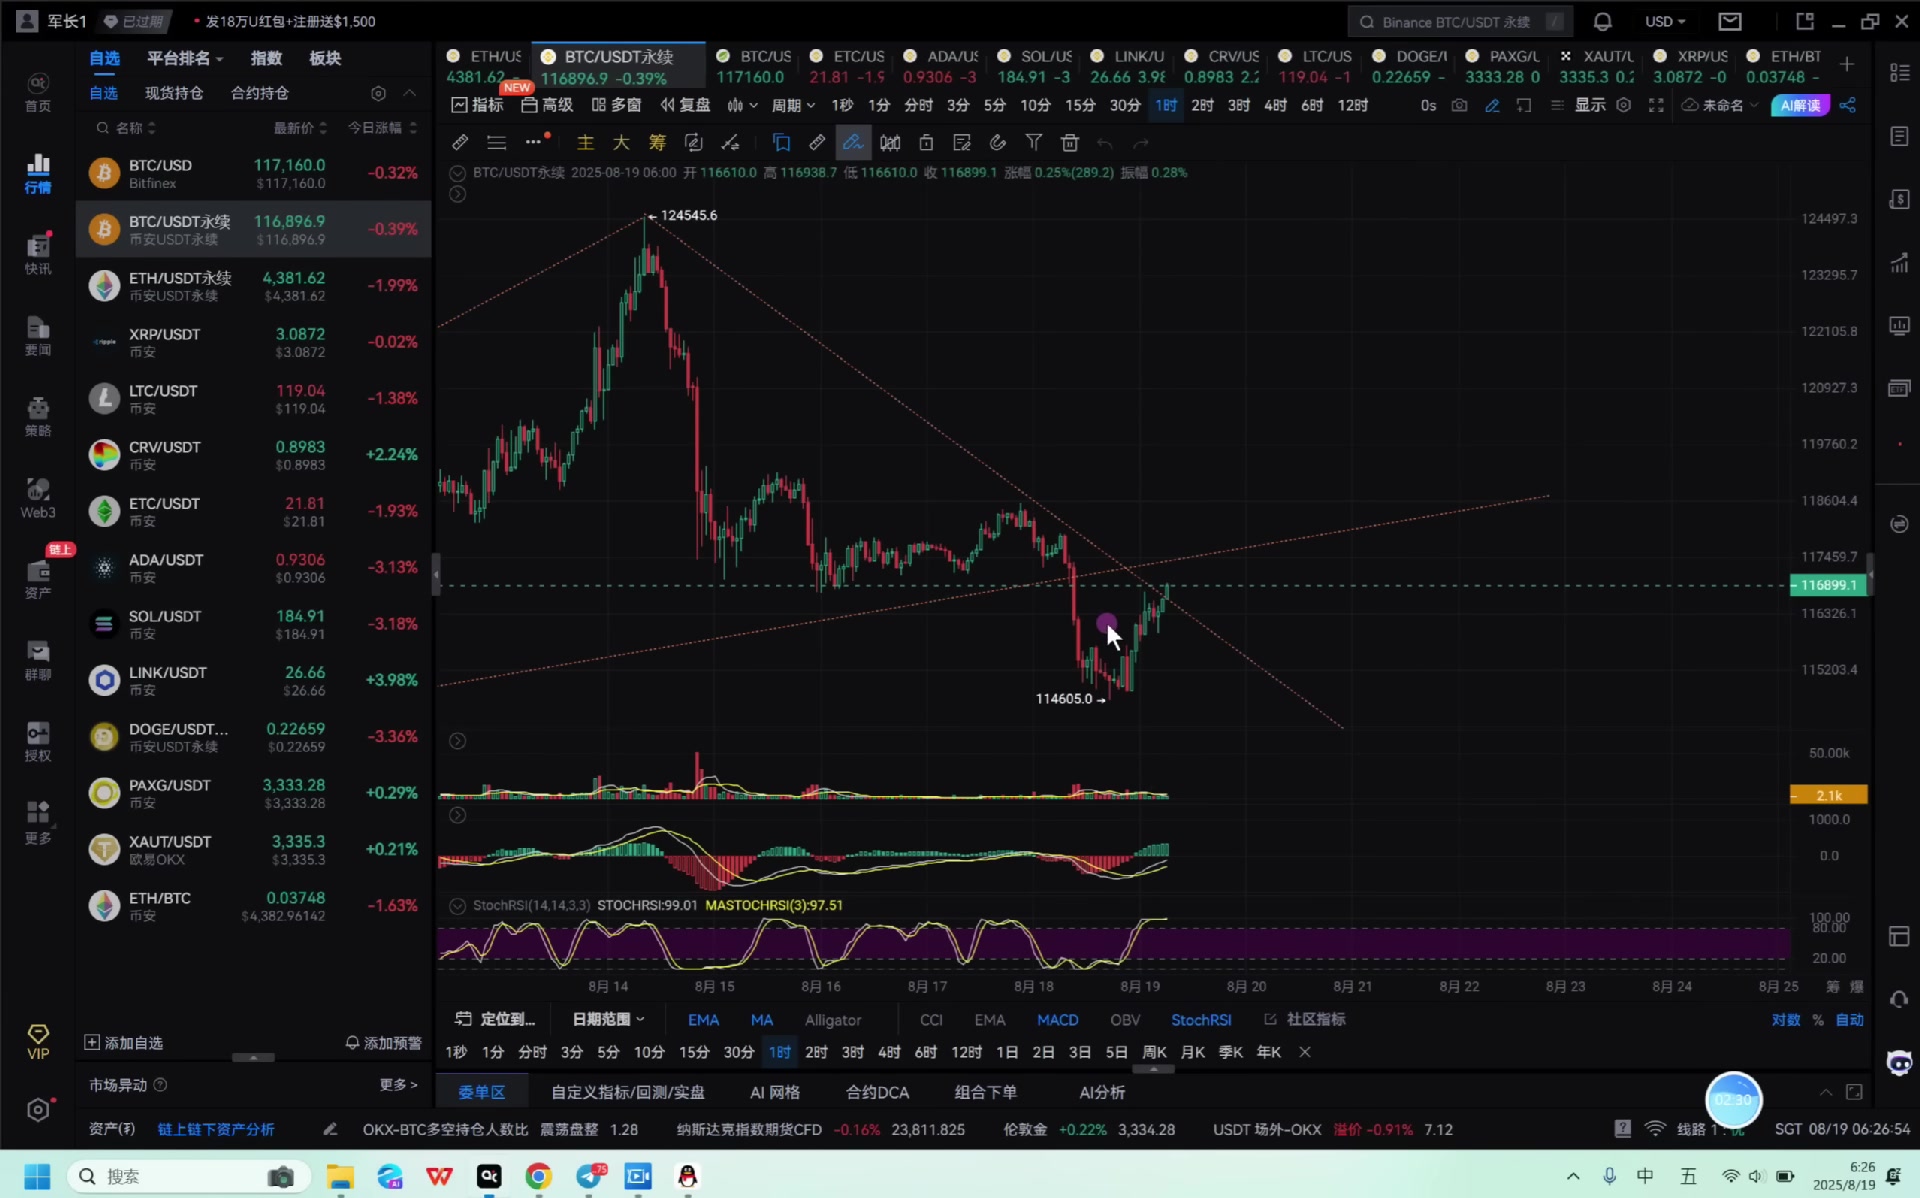 军长1 已过期 • 发18万U红包+注册送$1,500
Binance BTC/USDT 永续 /
USD
首页
行情
快讯
要闻
策略
Web3
链上
资产
群聊
授权
更多
VIP
自选 平台排名 指数 板块
自选 现货持仓 合约持仓
名称 最新价 今日涨幅
BTC/USD 117,160.0 -0.32%
Bitfinex $117,160.0
BTC/USDT永续 116,896.9 -0.39%
币安USDT永续 $116,896.9
ETH/USDT永续 4,381.62 -1.99%
币安USDT永续 $4,381.62
XRP/USDT 3.0872 -0.02%
币安 $3.0872
LTC/USDT 119.04 -1.38%
币安 $119.04
CRV/USDT 0.8983 +2.24%
币安 $0.8983
ETC/USDT 21.81 -1.93%
币安 $21.81
ADA/USDT 0.9306 -3.13%
币安 $0.9306
SOL/USDT 184.91 -3.18%
币安 $184.91
LINK/USDT 26.66 +3.98%
币安 $26.66
DOGE/USDT... 0.22659 -3.36%
币安USDT永续 $0.22659
PAXG/USDT 3,333.28 +0.29%
币安 $3,333.28
XAUT/USDT 3,335.3 +0.21%
欧易OKX $3,335.3
ETH/BTC 0.03748 -1.63%
币安 $4,382.96142
添加自选 添加预警
市场异动 更多 >
ETH/US BTC/USDT永续 BTC/US ETC/US ADA/US SOL/US LINK/U CRV/US LTC/US DOGE/I PAXG/U XAUT/L XRP/US ETH/BT
4381.62 - 116896.9 -0.39% 117160.0 21.81 -1.9 0.9306 -3 184.91 -3 26.66 3.98 0.8983 2.2 119.04 -1 0.22659 - 3333.28 0 3335.3 0.2 3.0872 -0 0.03748 -
NEW
指标 高级 多窗 复盘 周期 1秒 1分 分时 3分 5分 10分 15分 30分 1时 2时 3时 4时 6时 12时 0s 显示 未命名 AI解读
主 大 筹
BTC/USDT永续 2025-08-19 06:00 开 116610.0 高 116938.7 低 116610.0 收 116899.1 涨幅 0.25%(289.2) 振幅 0.28%
124545.6
114605.0
124497.3
123295.7
122105.8
120927.3
119760.2
118604.4
117459.7
116899.1
116326.1
115203.4
50.00k
2.1k
1000.0
0.0
StochRSI(14,14,3,3) STOCHRSI:99.01 MASTOCHRSI(3):97.51
100.00
80.00
20.00
8月 14 8月 15 8月 16 8月 17 8月 18 8月 19 8月 20 8月 21 8月 22 8月 23 8月 24 8月 25 筹 爆
定位到... 日期范围 EMA MA Alligator CCI EMA MACD OBV StochRSI 社区指标 对数 % 自动
1秒 1分 分时 3分 5分 10分 15分 30分 1时 2时 3时 4时 6时 12时 1日 2日 3日 5日 周K 月K 季K 年K
委单区 自定义指标/回测/实盘 AI 网格 合约DCA 组合下单 AI分析
02:30
资产(₮) 链上链下资产分析 OKX-BTC多空持仓人数比 震荡盘整 1.28 纳斯达克指数期货CFD -0.16% 23,811.825 伦敦金 +0.22% 3,334.28 USDT 场外-OKX 溢价 -0.91% 7.12 线路 1 SGT 08/19 06:26:54
搜索 75 中 五 6:26
2025/8/19